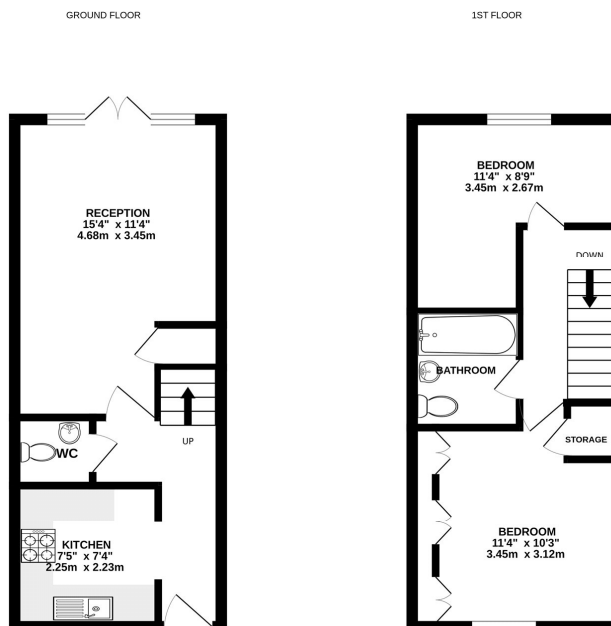 GROUND FLOOR
1ST FLOOR
RECEPTION
15'4" x 11'4"
4.68m x 3.45m
UP
WC
KITCHEN
7'5" x 7'4"
2.25m x 2.23m
BEDROOM
11'4" x 8'9"
3.45m x 2.67m
DOWN
BATHROOM
STORAGE
BEDROOM
11'4" x 10'3"
3.45m x 3.12m